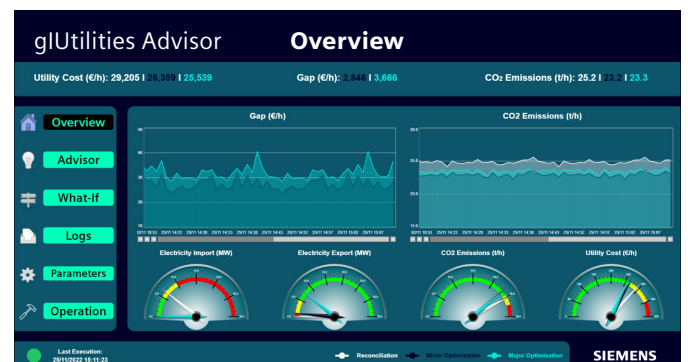 gIUtilities Advisor
Overview
Utility Cost (€/h): 29,205 I 26,359 I 25,539
Gap (€/h): 2,846 I 3,666
CO2 Emissions (t/h): 25.2 I 23.2 I 23.3
Overview
Advisor
What-If
Logs
Parameters
Operation
Gap (€/h)
CO2 Emissions (t/h)
Electricity Import (MW)
Electricity Export (MW)
CO2 Emissions (t/h)
Utility Cost (€/h)
Last Execution:
25/11/2022 15:11:23
Reconciliation
Minor Optimisation
Major Optimisation
SIEMENS